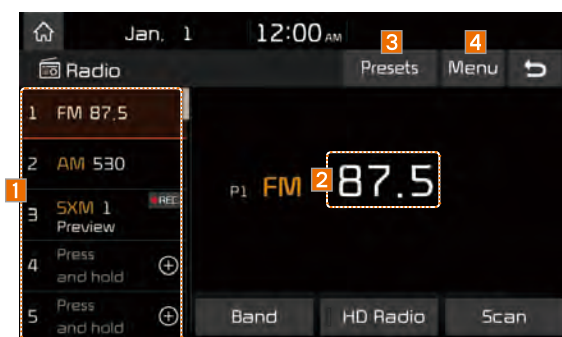 Jan. 1 12:00 AM
3 4
Radio Presets Menu
1 FM 87.5
2 AM 530
1
3 SXM 1 REC
Preview
4 Press
and hold
5 Press
and hold
P1 FM 2 87.5
Band HD Radio Scan